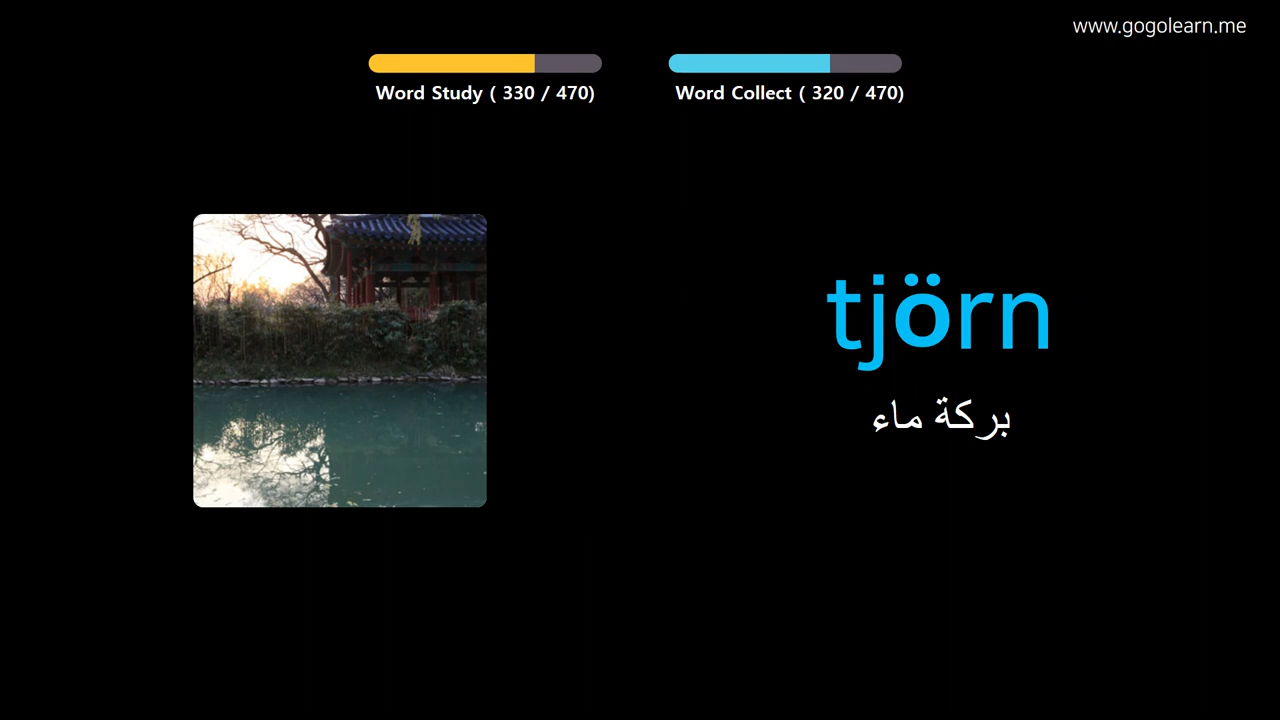 www.gogolearn.me
Word Study ( 330 / 470)
Word Collect ( 320 / 470)
tjörn
بركة ماء